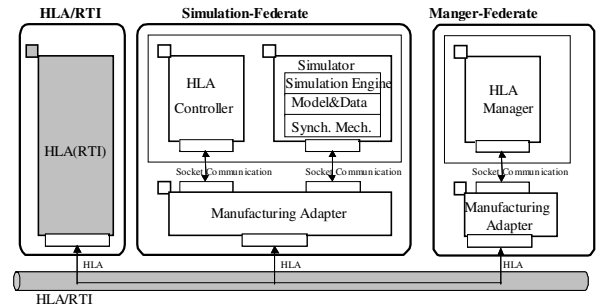 HLA/RTI
Simulation-Federate
Manger-Federate
HLA(RTI)
HLA
Controller
Simulator
Simulation Engine
Model&Data
Synch. Mech.
HLA
Manager
Socket Communication
Socket Communication
Socket Communication
Manufacturing Adapter
Manufacturing
Adapter
HLA
HLA
HLA
HLA/RTI